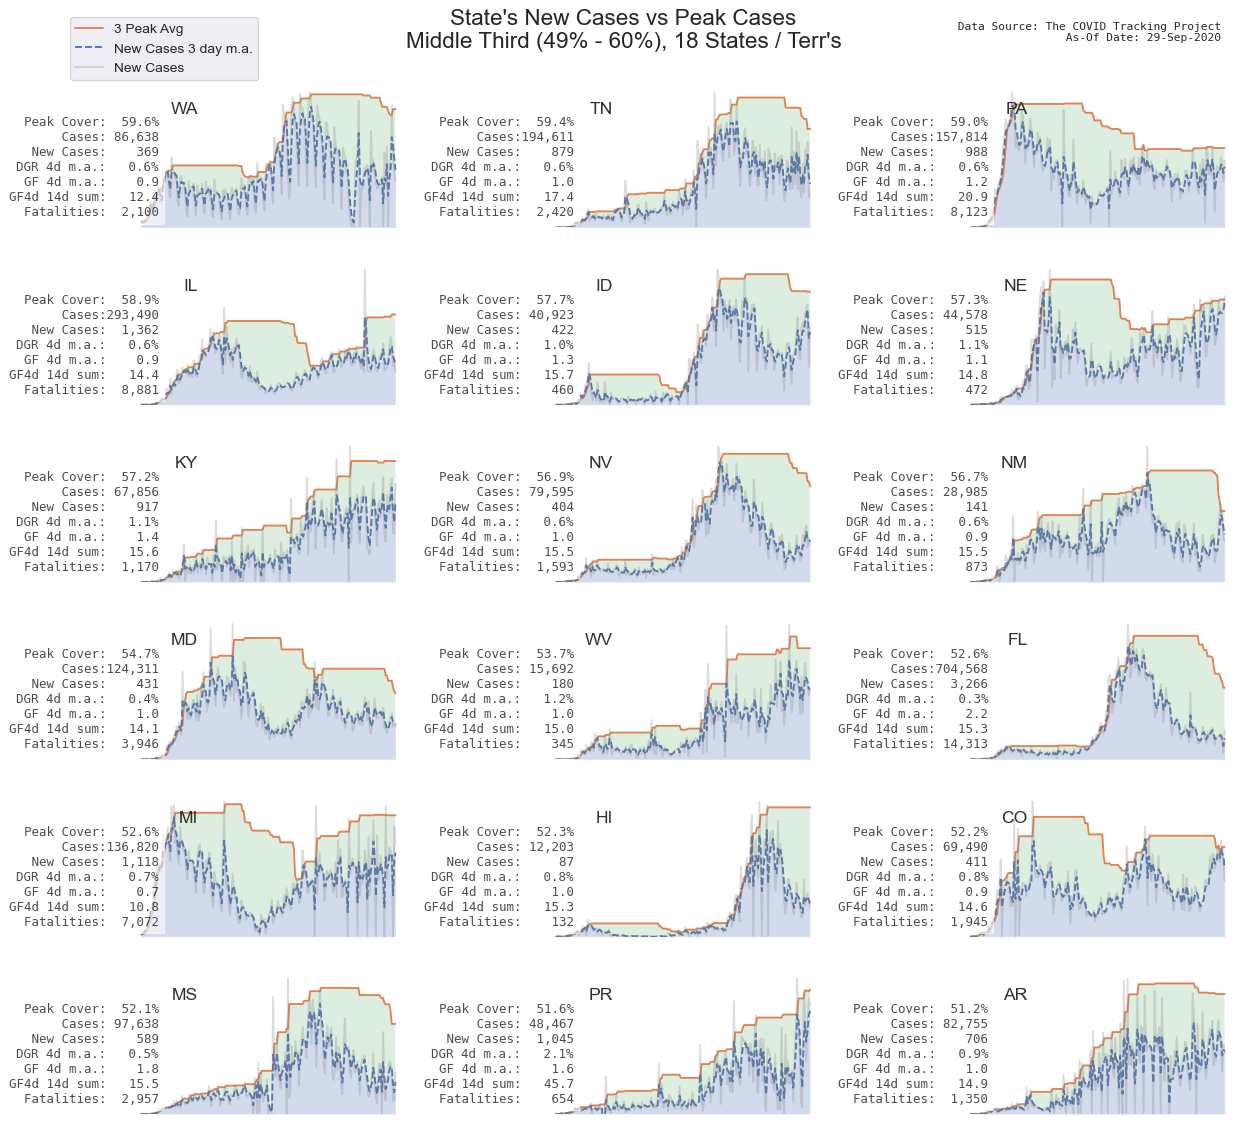 State's New Cases vs Peak Cases
Middle Third (49% - 60%), 18 States / Terr's
3 Peak Avg
New Cases 3 day m.a.
New Cases
Data Source: The COVID Tracking Project
As-Of Date: 29-Sep-2020
WA
Peak Cover: 59.6%
Cases: 86,638
New Cases: 369
DGR 4d m.a.: 0.6%
GF 4d m.a.: 0.9
GF4d 14d sum: 12.4
Fatalities: 2,100
TN
Peak Cover: 59.4%
Cases:194,611
New Cases: 879
DGR 4d m.a.: 0.6%
GF 4d m.a.: 1.0
GF4d 14d sum: 17.4
Fatalities: 2,420
PA
Peak Cover: 59.0%
Cases:157,814
New Cases: 988
DGR 4d m.a.: 0.6%
GF 4d m.a.: 1.2
GF4d 14d sum: 20.9
Fatalities: 8,123
IL
Peak Cover: 58.9%
Cases:293,490
New Cases: 1,362
DGR 4d m.a.: 0.6%
GF 4d m.a.: 0.9
GF4d 14d sum: 14.4
Fatalities: 8,881
ID
Peak Cover: 57.7%
Cases: 40,923
New Cases: 422
DGR 4d m.a.: 1.0%
GF 4d m.a.: 1.3
GF4d 14d sum: 15.7
Fatalities: 460
NE
Peak Cover: 57.3%
Cases: 44,578
New Cases: 515
DGR 4d m.a.: 1.1%
GF 4d m.a.: 1.1
GF4d 14d sum: 14.8
Fatalities: 472
KY
Peak Cover: 57.2%
Cases: 67,856
New Cases: 917
DGR 4d m.a.: 1.1%
GF 4d m.a.: 1.4
GF4d 14d sum: 15.6
Fatalities: 1,170
NV
Peak Cover: 56.9%
Cases: 79,595
New Cases: 404
DGR 4d m.a.: 0.6%
GF 4d m.a.: 1.0
GF4d 14d sum: 15.5
Fatalities: 1,593
NM
Peak Cover: 56.7%
Cases: 28,985
New Cases: 141
DGR 4d m.a.: 0.6%
GF 4d m.a.: 0.9
GF4d 14d sum: 15.5
Fatalities: 873
MD
Peak Cover: 54.7%
Cases:124,311
New Cases: 431
DGR 4d m.a.: 0.4%
GF 4d m.a.: 1.0
GF4d 14d sum: 14.1
Fatalities: 3,946
WV
Peak Cover: 53.7%
Cases: 15,692
New Cases: 180
DGR 4d m.a.: 1.2%
GF 4d m.a.: 1.0
GF4d 14d sum: 15.0
Fatalities: 345
FL
Peak Cover: 52.6%
Cases:704,568
New Cases: 3,266
DGR 4d m.a.: 0.3%
GF 4d m.a.: 2.2
GF4d 14d sum: 15.3
Fatalities: 14,313
MI
Peak Cover: 52.6%
Cases:136,820
New Cases: 1,118
DGR 4d m.a.: 0.7%
GF 4d m.a.: 0.7
GF4d 14d sum: 10.8
Fatalities: 7,072
HI
Peak Cover: 52.3%
Cases: 12,203
New Cases: 87
DGR 4d m.a.: 0.8%
GF 4d m.a.: 1.0
GF4d 14d sum: 15.3
Fatalities: 132
CO
Peak Cover: 52.2%
Cases: 69,490
New Cases: 411
DGR 4d m.a.: 0.8%
GF 4d m.a.: 0.9
GF4d 14d sum: 14.6
Fatalities: 1,945
MS
Peak Cover: 52.1%
Cases: 97,638
New Cases: 589
DGR 4d m.a.: 0.5%
GF 4d m.a.: 1.8
GF4d 14d sum: 15.5
Fatalities: 2,957
PR
Peak Cover: 51.6%
Cases: 48,467
New Cases: 1,045
DGR 4d m.a.: 2.1%
GF 4d m.a.: 1.6
GF4d 14d sum: 45.7
Fatalities: 654
AR
Peak Cover: 51.2%
Cases: 82,755
New Cases: 706
DGR 4d m.a.: 0.9%
GF 4d m.a.: 1.0
GF4d 14d sum: 14.9
Fatalities: 1,350